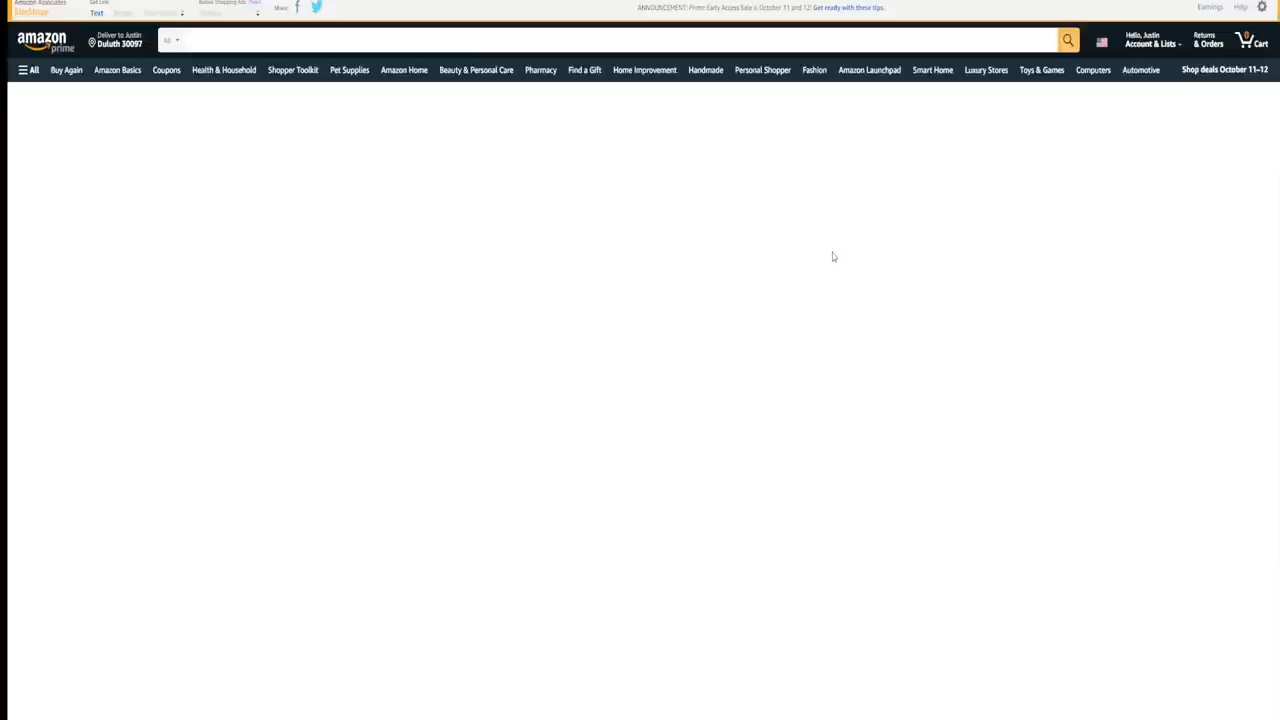 Amazon Associates
SiteStripe
Get Link:
Text
Share:
ANNOUNCEMENT: Prime Early Access Sale is October 11 and 12! Get ready with these tips.
Earnings
Help
amazon prime
Deliver to Justin
Duluth 30097
All
Hello, Justin
Account & Lists
Returns
& Orders
0
Cart
All Buy Again Amazon Basics Coupons Health & Household Shopper Toolkit Pet Supplies Amazon Home Beauty & Personal Care Pharmacy Find a Gift Home Improvement Handmade Personal Shopper Fashion Amazon Launchpad Smart Home Luxury Stores Toys & Games Computers Automotive Shop deals October 11–12